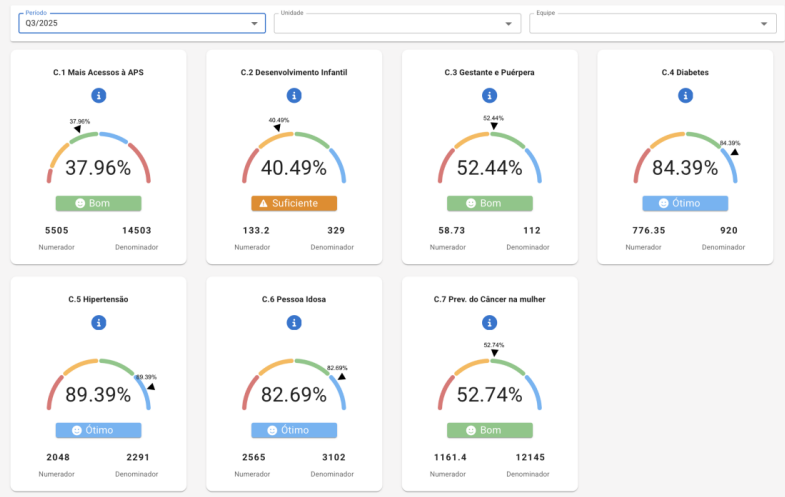 Período
Unidade
Equipe
Q3/2025
C.1 Mais Acessos à APS
37.96%
37.96%
Bom
5505 14503
Numerador Denominador
C.2 Desenvolvimento Infantil
40.49%
40.49%
Suficiente
133.2 329
Numerador Denominador
C.3 Gestante e Puérpera
52.44%
52.44%
Bom
58.73 112
Numerador Denominador
C.4 Diabetes
84.39%
84.39%
Ótimo
776.35 920
Numerador Denominador
C.5 Hipertensão
89.39%
89.39%
Ótimo
2048 2291
Numerador Denominador
C.6 Pessoa Idosa
82.69%
82.69%
Ótimo
2565 3102
Numerador Denominador
C.7 Prev. do Câncer na mulher
52.74%
52.74%
Bom
1161.4 12145
Numerador Denominador